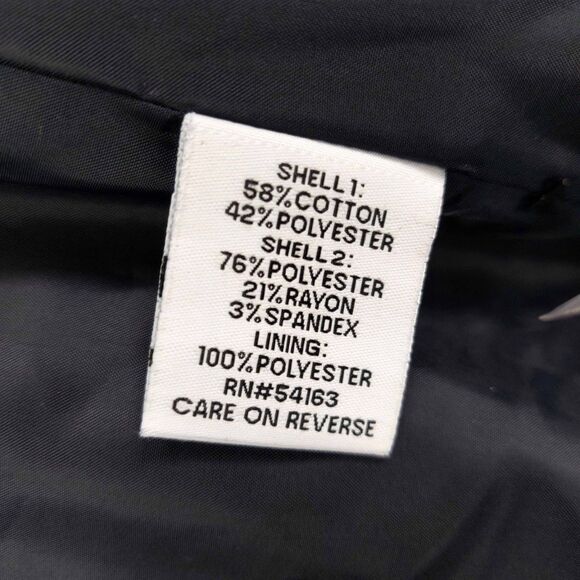 SHELL 1:
58%COTTON
42%POLYESTER
SHELL 2:
76%POLYESTER
21%RAYON
3%SPANDEX
LINING:
100%POLYESTER
RN#54163
CARE ON REVERSE